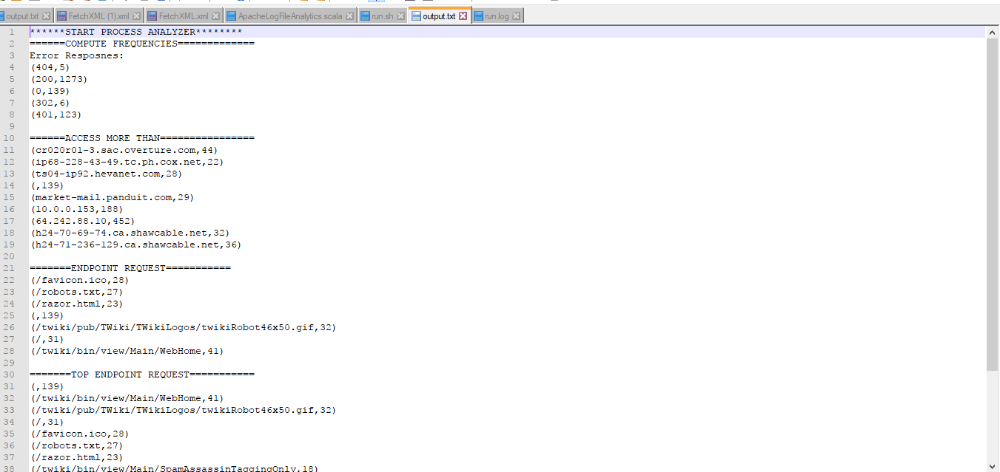 output.txt FetchXML (1).xml FetchXML.xml ApacheLogFileAnalytics.scala run.sh output.txt run.log
1 ******START PROCESS ANALYZER********
2 ======COMPUTE FREQUENCIES=============
3 Error Resposnes:
4 (404,5)
5 (200,1273)
6 (0,139)
7 (302,6)
8 (401,123)
9
10 ======ACCESS MORE THAN================
11 (cr020r01-3.sac.overture.com,44)
12 (ip68-228-43-49.tc.ph.cox.net,22)
13 (ts04-ip92.hevanet.com,28)
14 (,139)
15 (market-mail.panduit.com,29)
16 (10.0.0.153,188)
17 (64.242.88.10,452)
18 (h24-70-69-74.ca.shawcable.net,32)
19 (h24-71-236-129.ca.shawcable.net,36)
20
21 =======ENDPOINT REQUEST===========
22 (/favicon.ico,28)
23 (/robots.txt,27)
24 (/razor.html,23)
25 (,139)
26 (/twiki/pub/TWiki/TWikiLogos/twikiRobot46x50.gif,32)
27 (/,31)
28 (/twiki/bin/view/Main/WebHome,41)
29
30 =======TOP ENDPOINT REQUEST===========
31 (,139)
32 (/twiki/bin/view/Main/WebHome,41)
33 (/twiki/pub/TWiki/TWikiLogos/twikiRobot46x50.gif,32)
34 (/,31)
35 (/favicon.ico,28)
36 (/robots.txt,27)
37 (/razor.html,23)
38 (/twiki/bin/view/Main/SpamAssassinTaggingOnly,18)